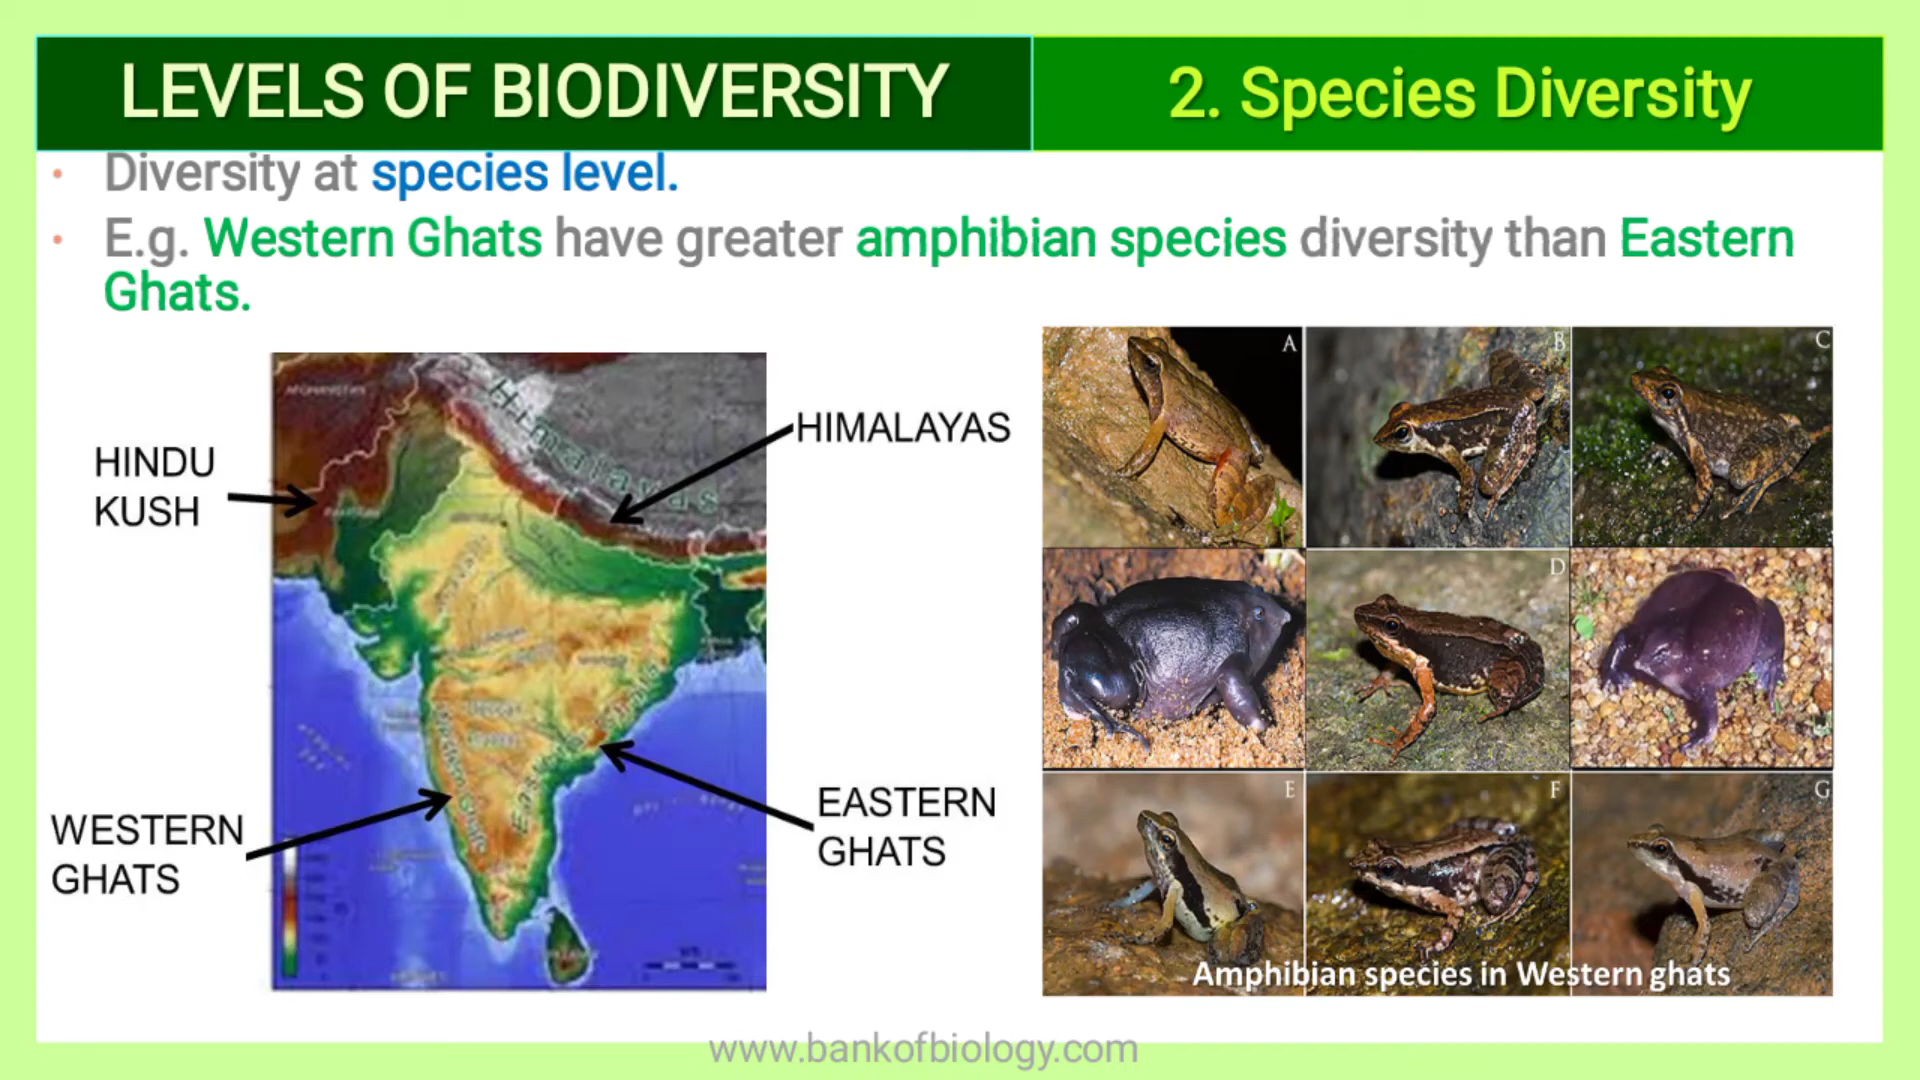 LEVELS OF BIODIVERSITY
2. Species Diversity
• Diversity at species level.
• E.g. Western Ghats have greater amphibian species diversity than Eastern
Ghats.
HINDU
KUSH
HIMALAYAS
Himalayas
WESTERN
GHATS
EASTERN
GHATS
A
B
C
D
E
F
G
Amphibian species in Western ghats
www.bankofbiology.com